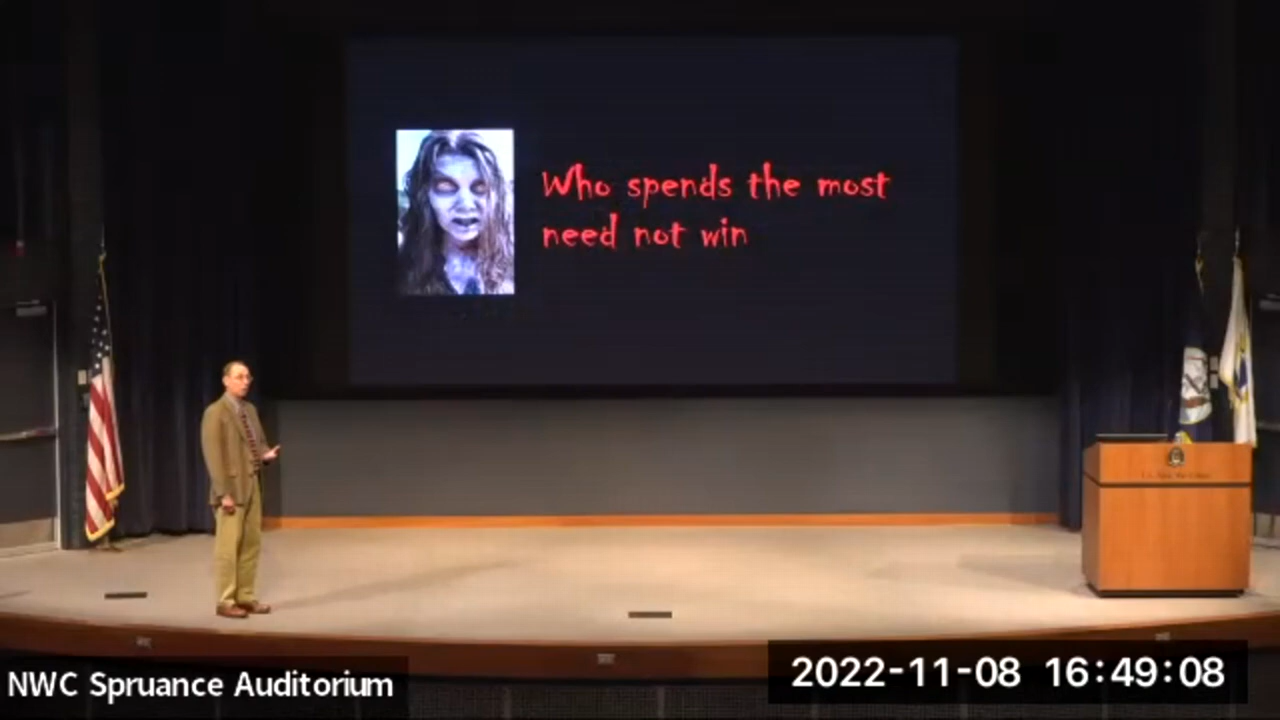 Who spends the most
need not win
NWC Spruance Auditorium
2022-11-08 16:49:08